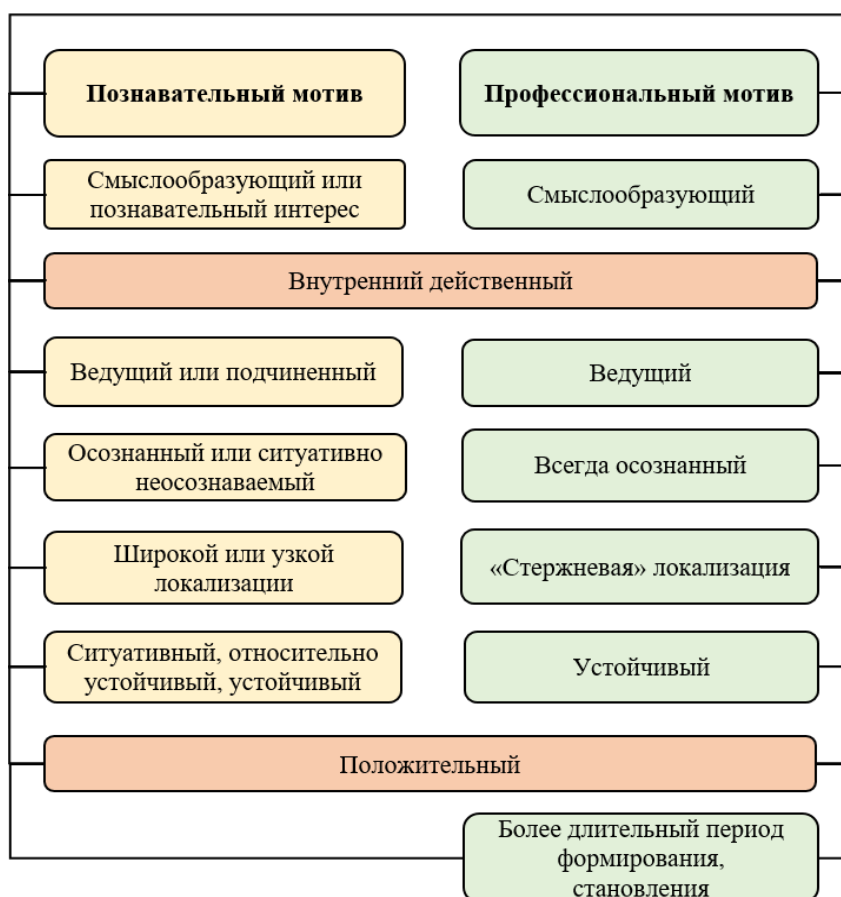 Познавательный мотив
Профессиональный мотив
Смыслообразующий или
познавательный интерес
Смыслообразующий
Внутренний действенный
Ведущий или подчиненный
Ведущий
Осознанный или ситуативно
неосознаваемый
Всегда осознанный
Широкой или узкой
локализации
«Стержневая» локализация
Ситуативный, относительно
устойчивый, устойчивый
Устойчивый
Положительный
Более длительный период
формирования,
становления